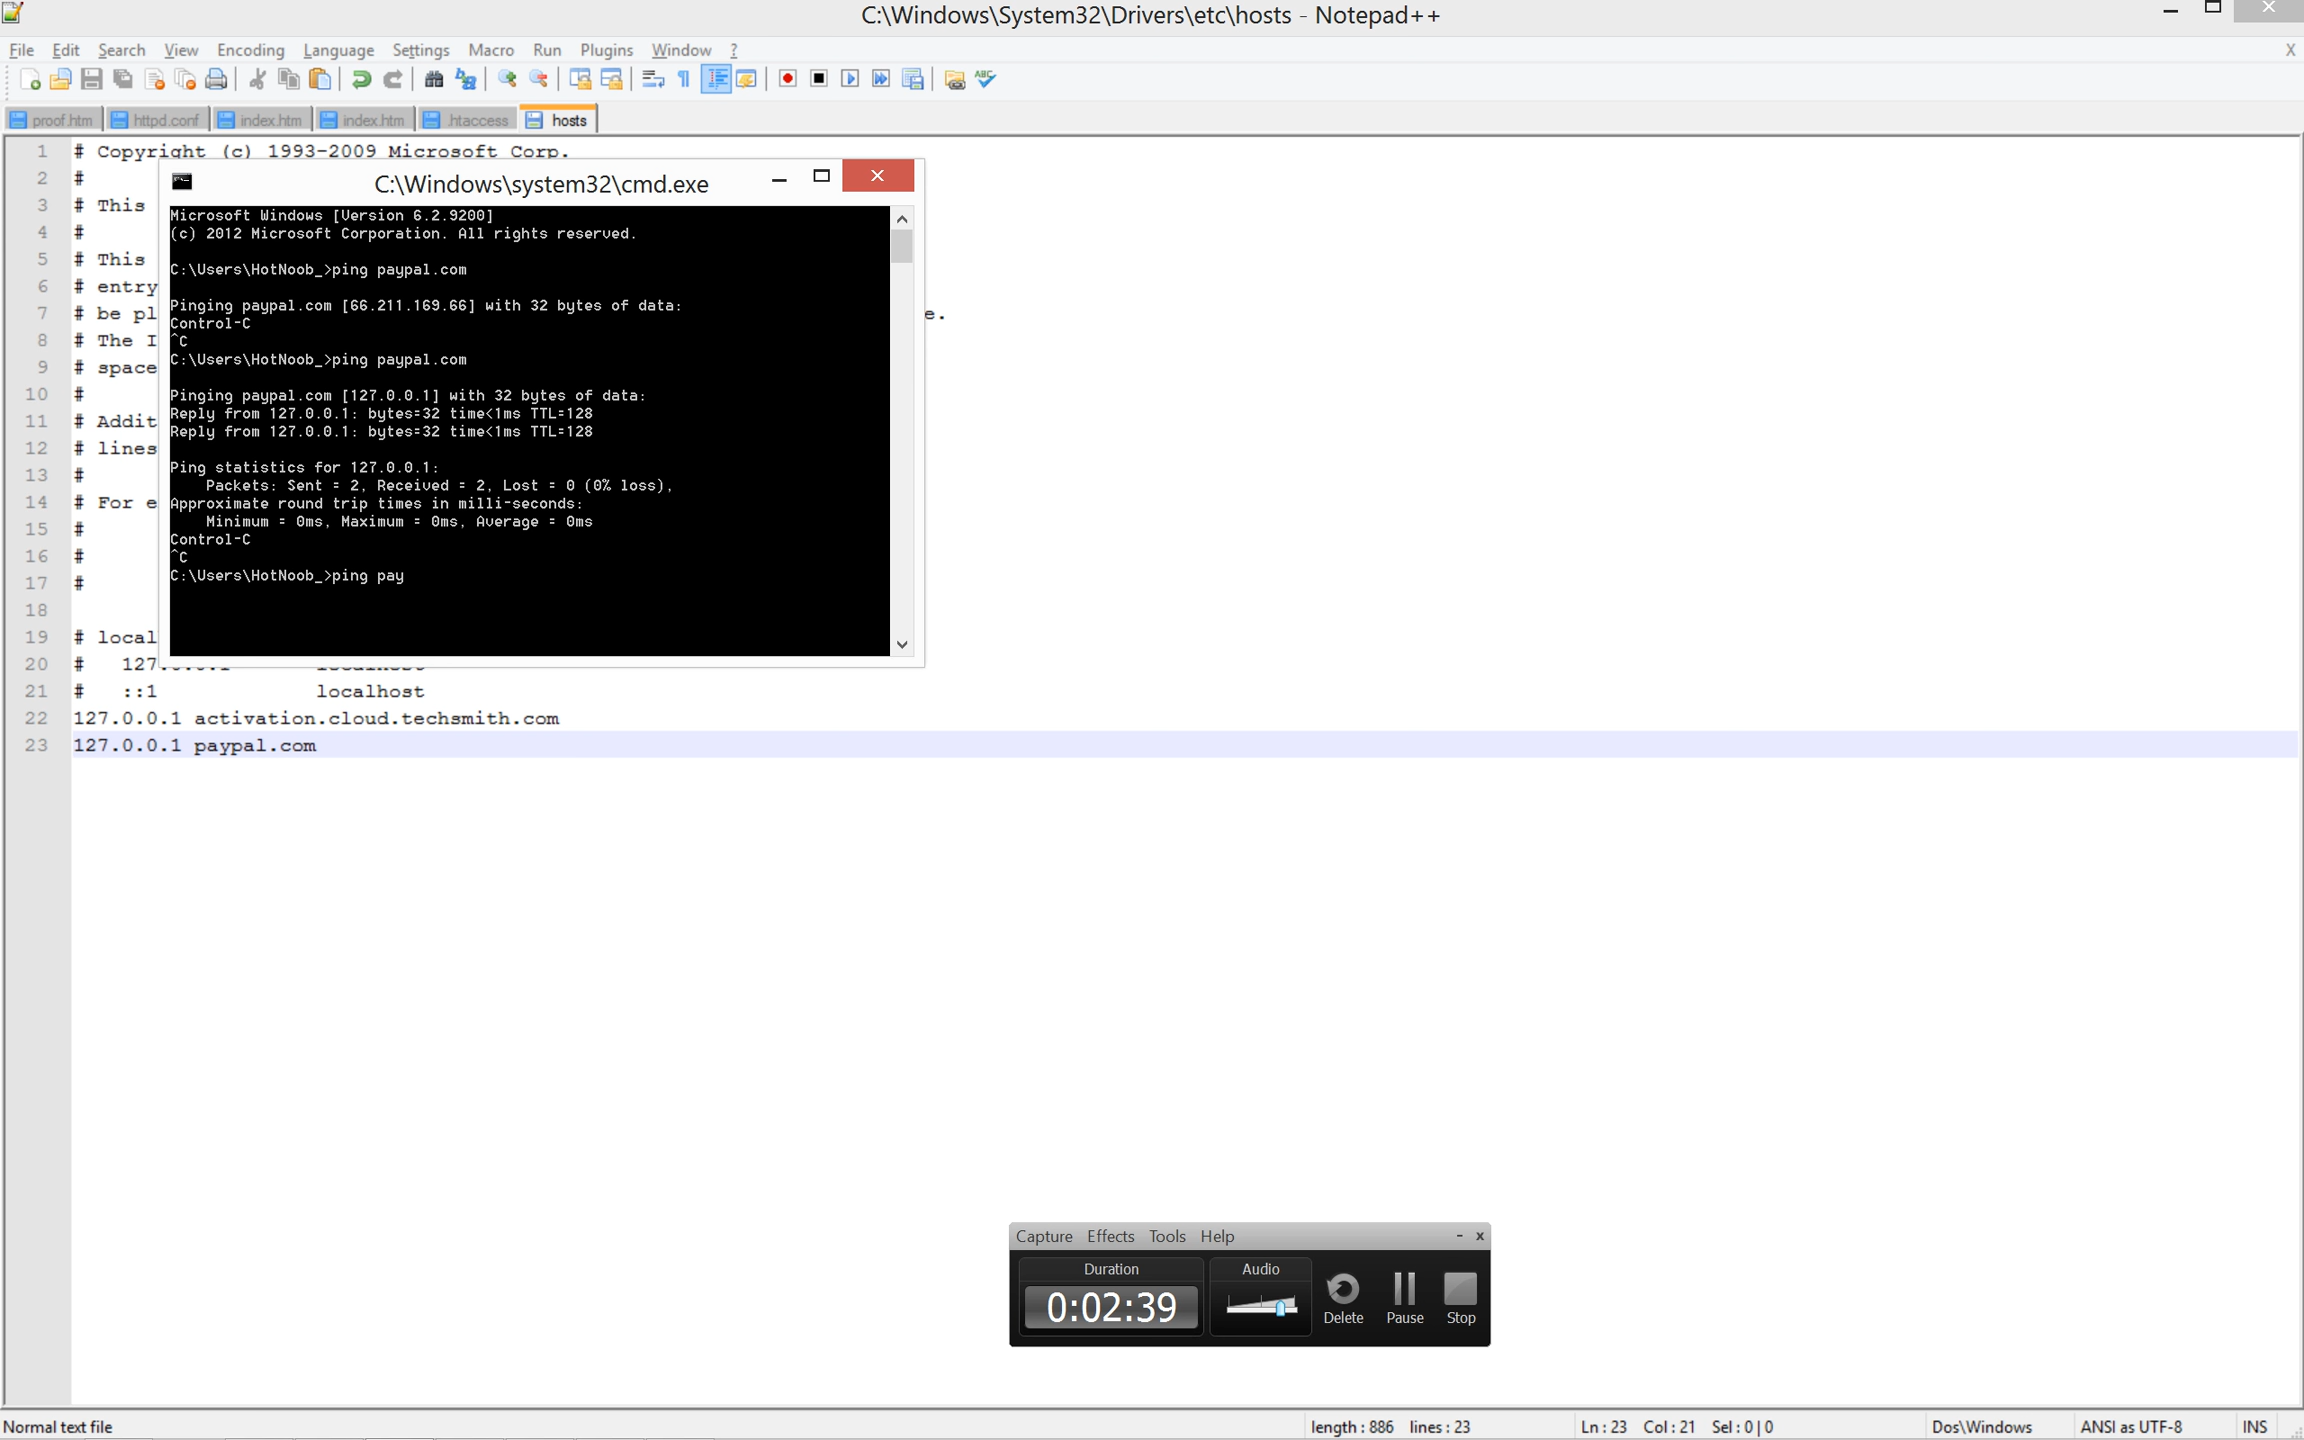 C:\Windows\System32\Drivers\etc\hosts - Notepad++
File Edit Search View Encoding Language Settings Macro Run Plugins Window ?
X
ABC
proof.htm httpd.conf index.htm index.htm .htaccess hosts
1 # Copyright (c) 1993-2009 Microsoft Corp.
2 #
3 # This
4 #
5 # This
6 # entry
7 # be pl e.
8 # The I
9 # space
10 #
11 # Addit
12 # lines
13 #
14 # For e
15 #
16 #
17 #
18
19 # local
20 # 127.0.0.1 localhost
21 # ::1 localhost
22 127.0.0.1 activation.cloud.techsmith.com
23 127.0.0.1 paypal.com
C:\Windows\system32\cmd.exe
Microsoft Windows [Version 6.2.9200]
(c) 2012 Microsoft Corporation. All rights reserved.
C:\Users\HotNoob_>ping paypal.com
Pinging paypal.com [66.211.169.66] with 32 bytes of data:
Control-C
^C
C:\Users\HotNoob_>ping paypal.com
Pinging paypal.com [127.0.0.1] with 32 bytes of data:
Reply from 127.0.0.1: bytes=32 time<1ms TTL=128
Reply from 127.0.0.1: bytes=32 time<1ms TTL=128
Ping statistics for 127.0.0.1:
Packets: Sent = 2, Received = 2, Lost = 0 (0% loss),
Approximate round trip times in milli-seconds:
Minimum = 0ms, Maximum = 0ms, Average = 0ms
Control-C
^C
C:\Users\HotNoob_>ping pay
Capture Effects Tools Help - x
Duration Audio
0:02:39
Delete Pause Stop
Normal text file length : 886 lines : 23 Ln : 23 Col : 21 Sel : 0 | 0 Dos\Windows ANSI as UTF-8 INS